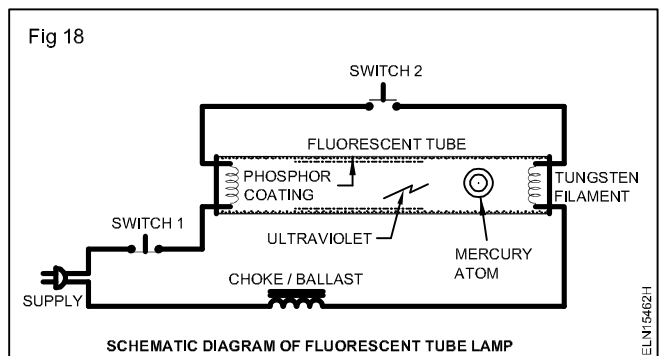 Fig 18
SWITCH 2
FLUORESCENT TUBE
PHOSPHOR
COATING
TUNGSTEN
FILAMENT
SWITCH 1
ULTRAVIOLET
MERCURY
ATOM
CHOKE / BALLAST
SUPPLY
SCHEMATIC DIAGRAM OF FLUORESCENT TUBE LAMP
ELN15462H